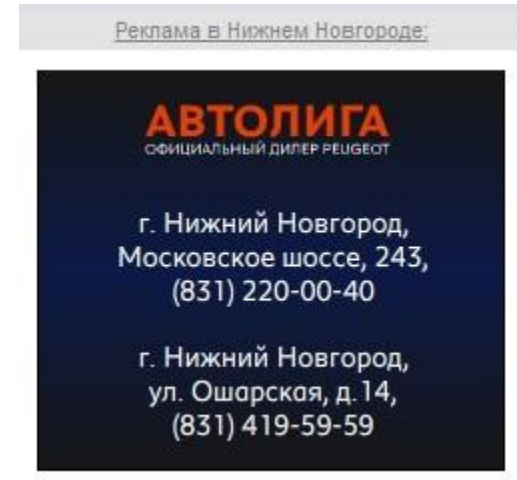 Реклама в Нижнем Новгороде:
АВТОЛИГА
ОФИЦИАЛЬНЫЙ ДИЛЕР PEUGEOT
г. Нижний Новгород,
Московское шоссе, 243,
(831) 220-00-40
г. Нижний Новгород,
ул. Ошарская, д.14,
(831) 419-59-59